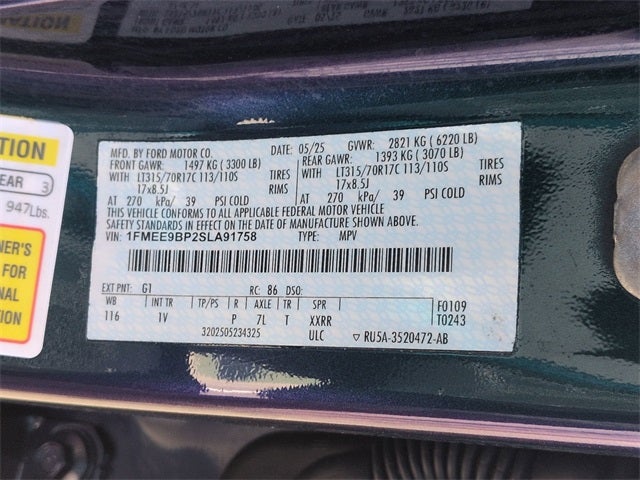 TION
EAR 3
947Lbs.
NER'S
FOR
NAL
ION
MFD. BY FORD MOTOR CO. DATE: 05/25 GVWR: 2821 KG ( 6220 LB)
FRONT GAWR: 1497 KG ( 3300 LB) REAR GAWR: 1393 KG ( 3070 LB)
WITH LT315/70R17C 113/110S TIRES WITH LT315/70R17C 113/110S TIRES
17x8.5J RIMS 17x8.5J RIMS
AT 270 kPa/ 39 PSI COLD AT 270 kPa/ 39 PSI COLD
THIS VEHICLE CONFORMS TO ALL APPLICABLE FEDERAL MOTOR VEHICLE
SAFETY STANDARDS IN EFFECT ON THE DATE OF MANUFACTURE SHOWN ABOVE.
VIN: 1FMEE9BP2SLA91758 TYPE: MPV
EXT PNT: G1 RC: 86 DSO:
WB INT TR TP/PS R AXLE TR SPR F0109
116 1V P 7L T XXRR T0243
3202505234325 ULC ▽ RU5A-3520472-AB